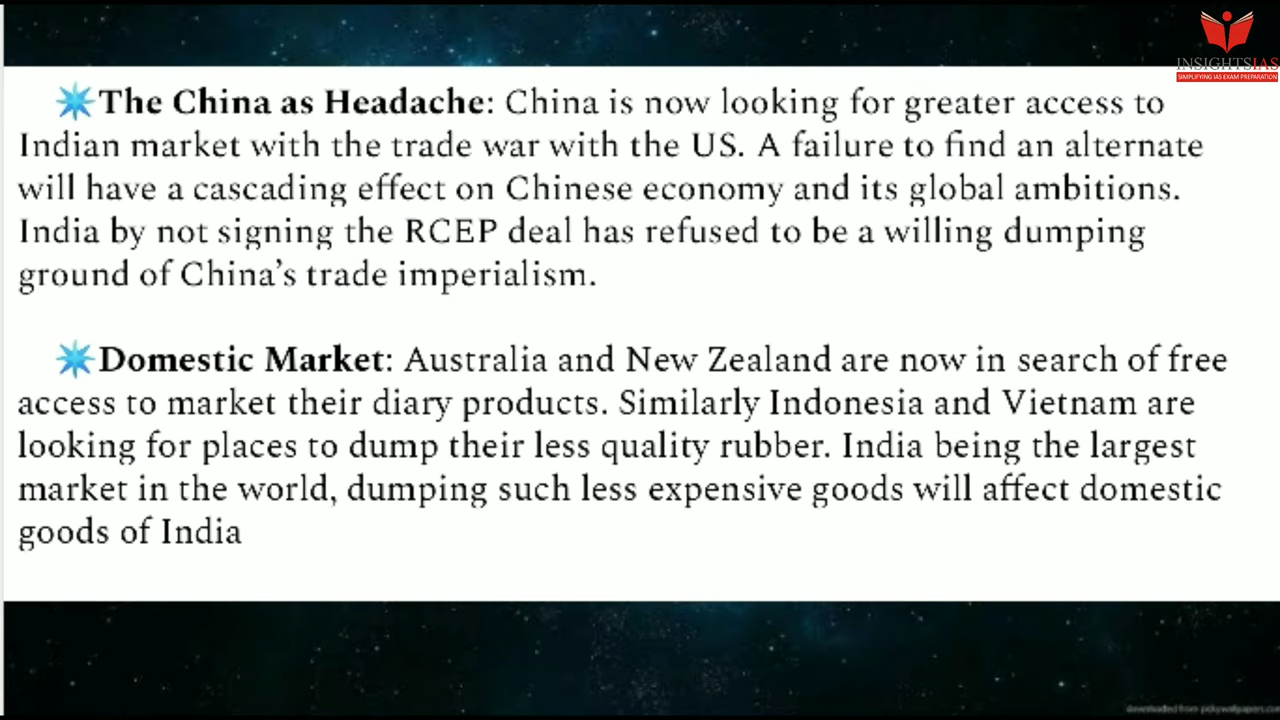 INSIGHTSIAS
SIMPLIFYING IAS EXAM PREPARATION
The China as Headache: China is now looking for greater access to
Indian market with the trade war with the US. A failure to find an alternate
will have a cascading effect on Chinese economy and its global ambitions.
India by not signing the RCEP deal has refused to be a willing dumping
ground of China’s trade imperialism.
Domestic Market: Australia and New Zealand are now in search of free
access to market their diary products. Similarly Indonesia and Vietnam are
looking for places to dump their less quality rubber. India being the largest
market in the world, dumping such less expensive goods will affect domestic
goods of India
downloaded from